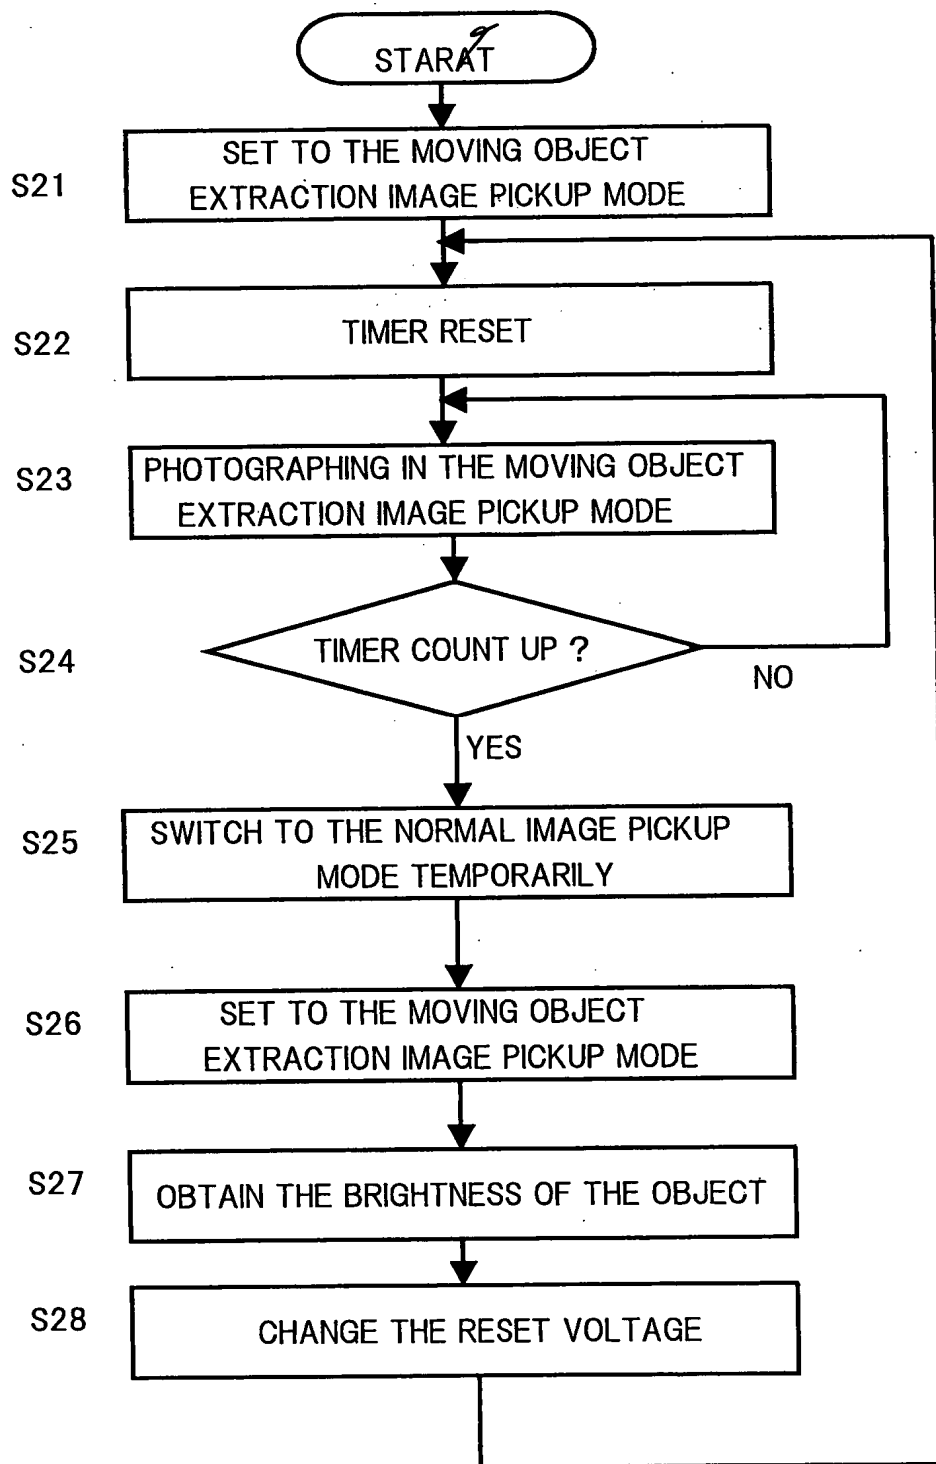 STARAT
S21
SET TO THE MOVING OBJECT
EXTRACTION IMAGE PICKUP MODE
S22
TIMER RESET
S23
PHOTOGRAPHING IN THE MOVING OBJECT
EXTRACTION IMAGE PICKUP MODE
S24
TIMER COUNT UP ?
NO
YES
S25
SWITCH TO THE NORMAL IMAGE PICKUP
MODE TEMPORARILY
S26
SET TO THE MOVING OBJECT
EXTRACTION IMAGE PICKUP MODE
S27
OBTAIN THE BRIGHTNESS OF THE OBJECT
S28
CHANGE THE RESET VOLTAGE